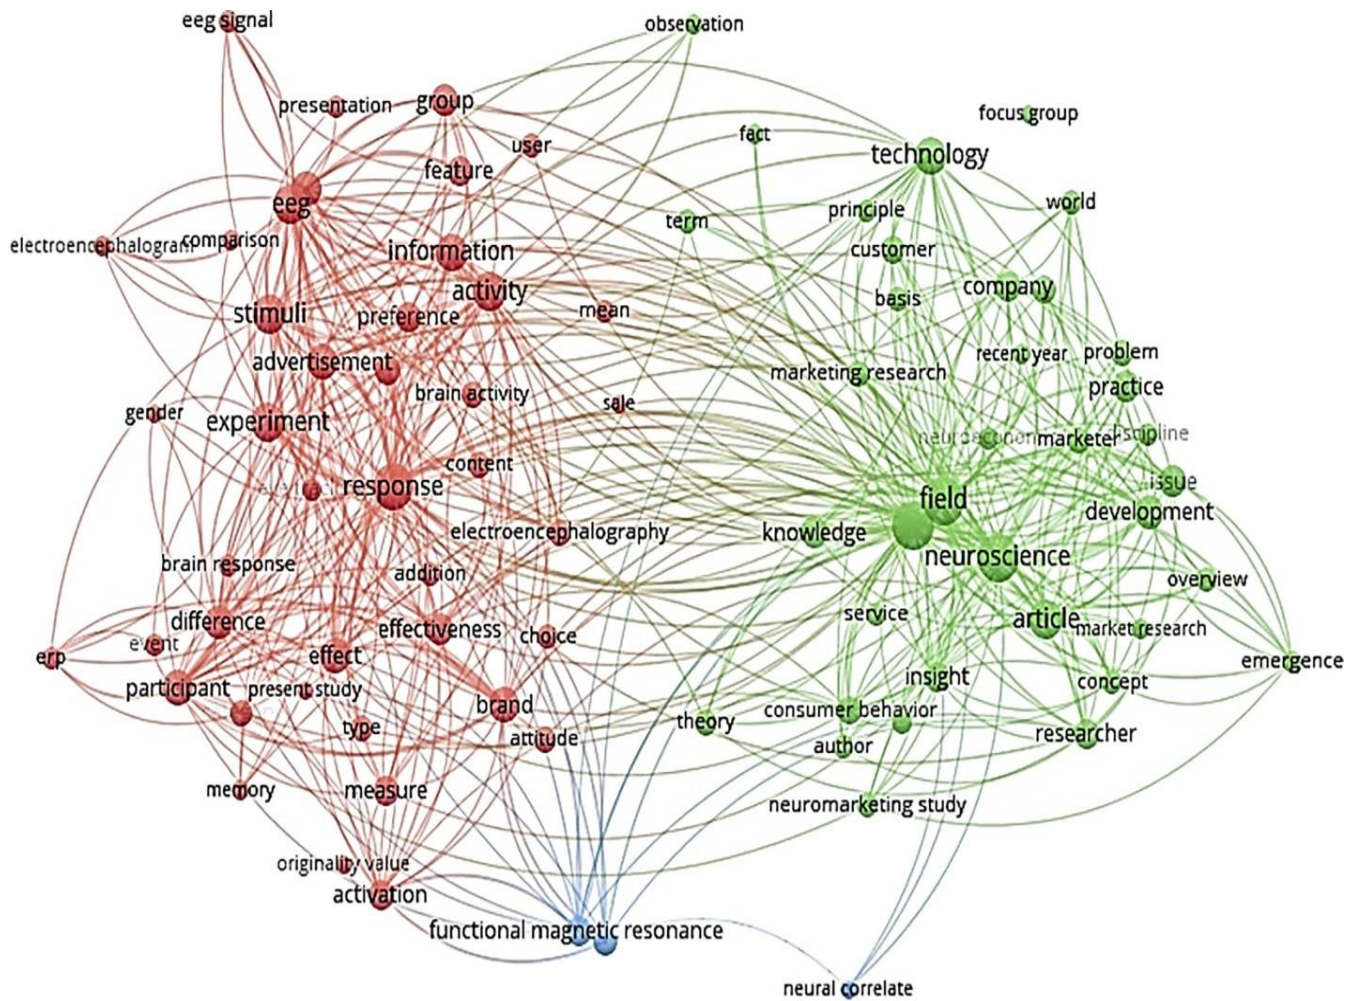 eeg signal
observation
presentation
group
focus group
fact
user
technology
feature
eeg
world
principle
term
electroencephalogram
comparison
customer
information
activity
company
basis
stimuli
preference
mean
recent year
problem
advertisement
marketing research
practice
brain activity
sale
gender
experiment
marketer
discipline
content
response
issue
field
development
electroencephalography
knowledge
neuroscience
brain response
addition
overview
service
difference
effectiveness
choice
article
market research
event
erp
effect
emergence
insight
concept
participant
present study
brand
consumer behavior
theory
type
attitude
author
researcher
memory
measure
neuromarketing study
originality value
activation
functional magnetic resonance
neural correlate